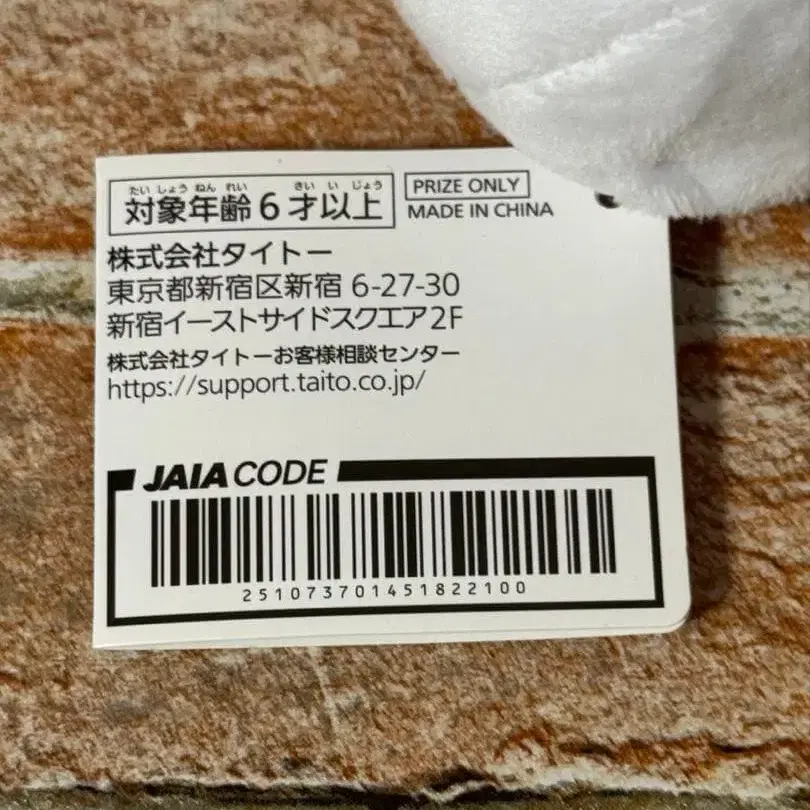 たいしょうねんれい さいいじょう
対象年齢6才以上
PRIZE ONLY
MADE IN CHINA
株式会社タイトー
東京都新宿区新宿 6-27-30
新宿イーストサイドスクエア2F
株式会社タイトーお客様相談センター
https://support.taito.co.jp/
JAIA CODE
251073701451822100